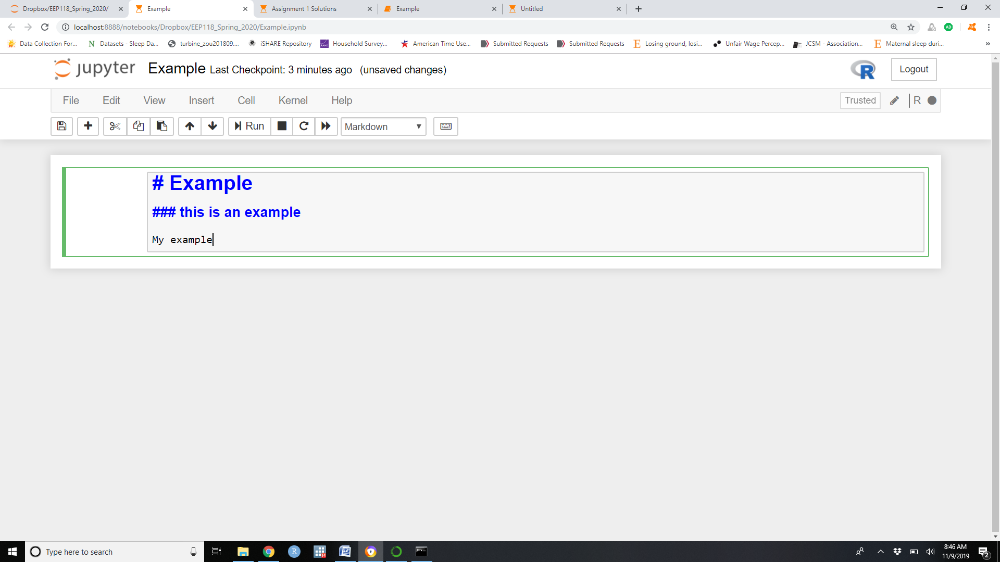 Dropbox/EEP118_Spring_2020/
Example
Assignment 1 Solutions
Example
Untitled
localhost:8888/notebooks/Dropbox/EEP118_Spring_2020/Example.ipynb
AD
Data Collection For...
N Datasets - Sleep Da...
turbine_zou201809....
iSHARE Repository
RAND Household Survey...
American Time Use...
Submitted Requests
Submitted Requests
E Losing ground, losi...
Unfair Wage Percep...
JCSM - Association...
E Maternal sleep duri...
»
jupyter Example Last Checkpoint: 3 minutes ago (unsaved changes)
R
Logout
File Edit View Insert Cell Kernel Help
Trusted
R
Run
Markdown
# Example
### this is an example
My example
Type here to search
R
14
W
8:46 AM
11/9/2019
2